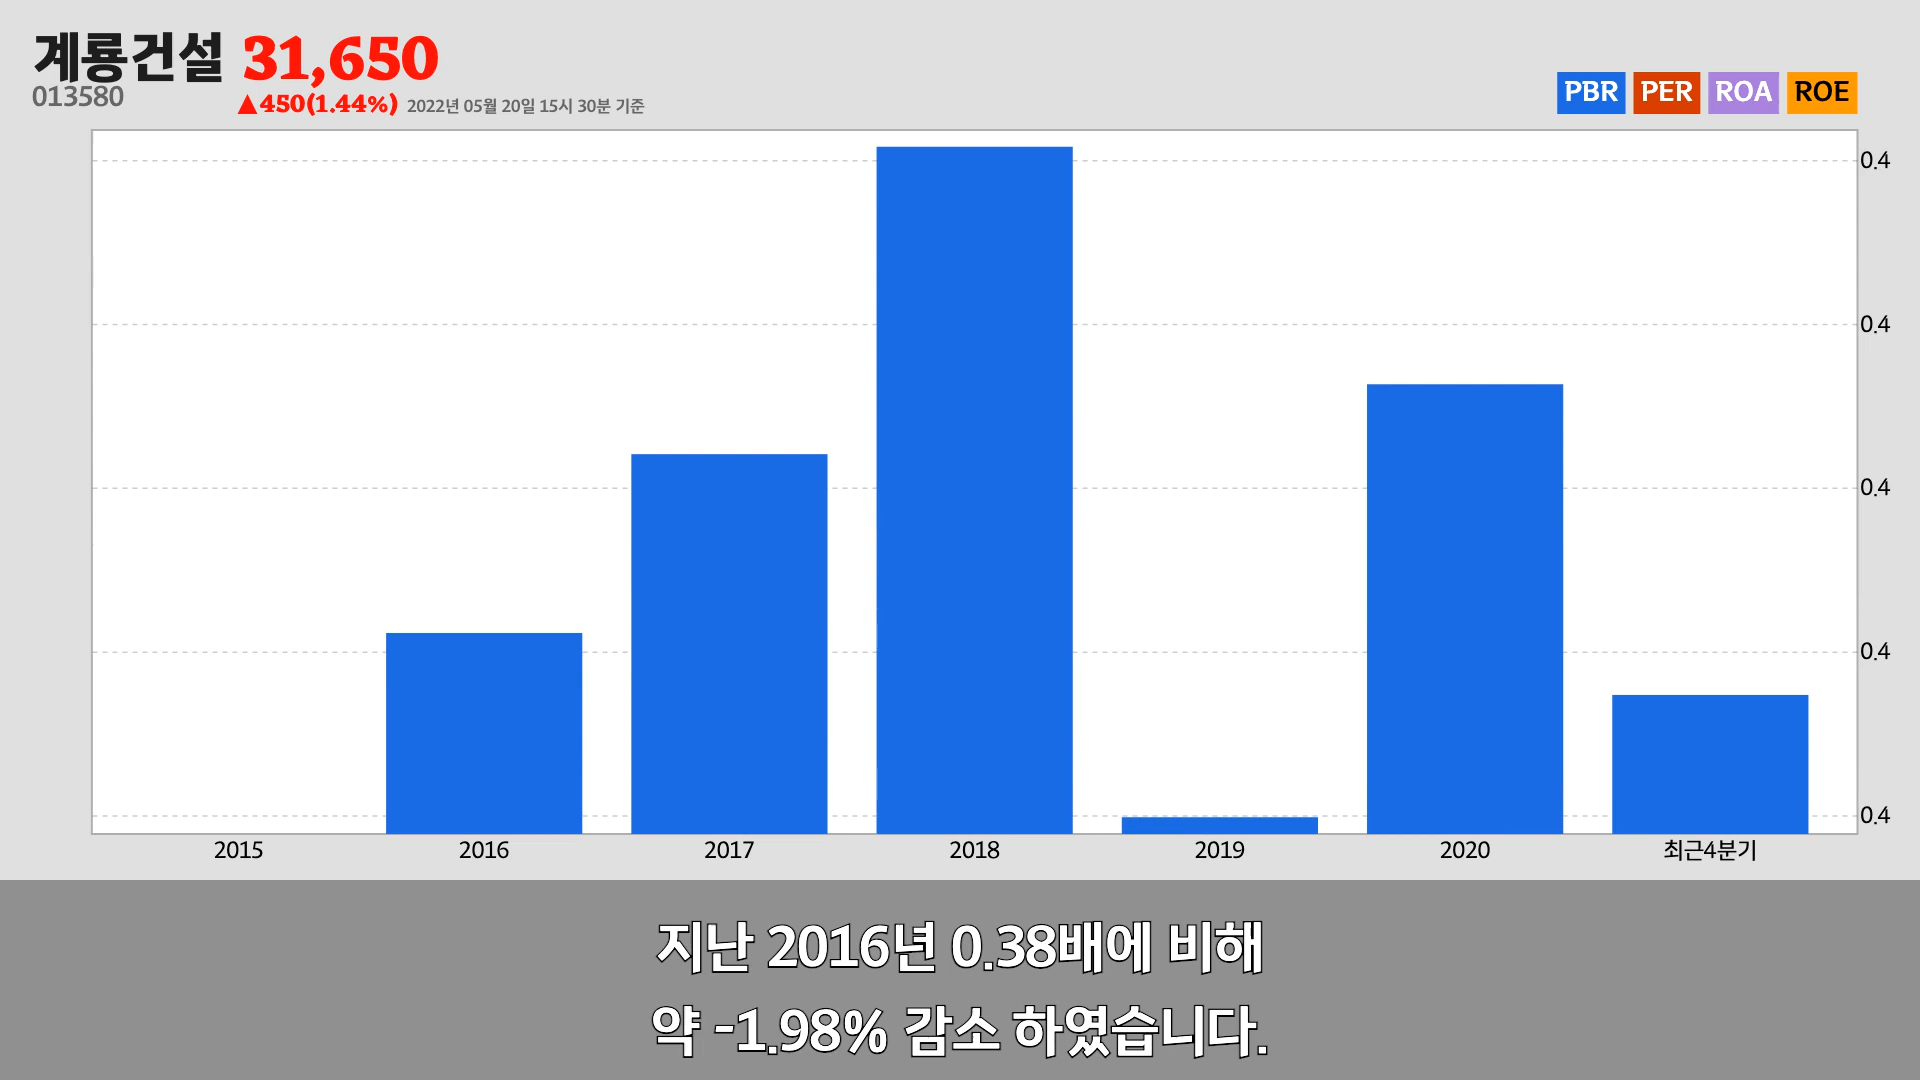 계룡건설 31,650
013580
▲450(1.44%) 2022년 05월 20일 15시 30분 기준
PBR PER ROA ROE
0.4
0.4
0.4
0.4
0.4
2015 2016 2017 2018 2019 2020 최근4분기
지난 2016년 0.38배에 비해
약 -1.98% 감소 하였습니다.